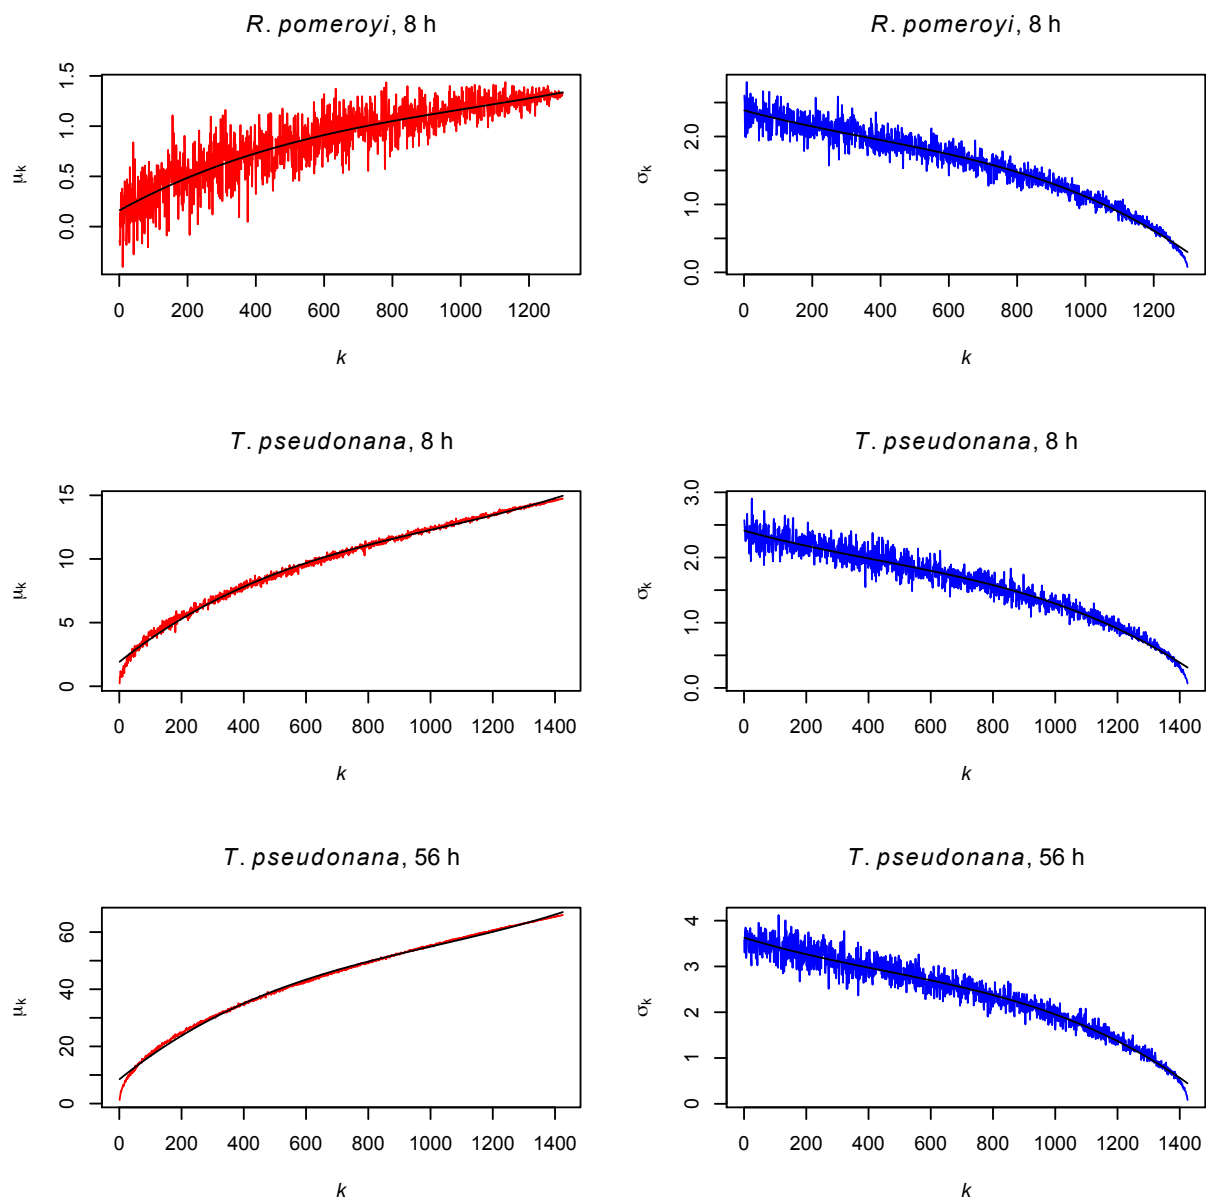 R. pomeroyi, 8 h
R. pomeroyi, 8 h
μk
0.0 0.5 1.0 1.5
0 200 400 600 800 1000 1200
k
σk
0.0 1.0 2.0
0 200 400 600 800 1000 1200
k
T. pseudonana, 8 h
T. pseudonana, 8 h
μk
0 5 10 15
0 200 400 600 800 1000 1200 1400
k
σk
0.0 1.0 2.0 3.0
0 200 400 600 800 1000 1200 1400
k
T. pseudonana, 56 h
T. pseudonana, 56 h
μk
0 20 40 60
0 200 400 600 800 1000 1200 1400
k
σk
0 1 2 3 4
0 200 400 600 800 1000 1200 1400
k